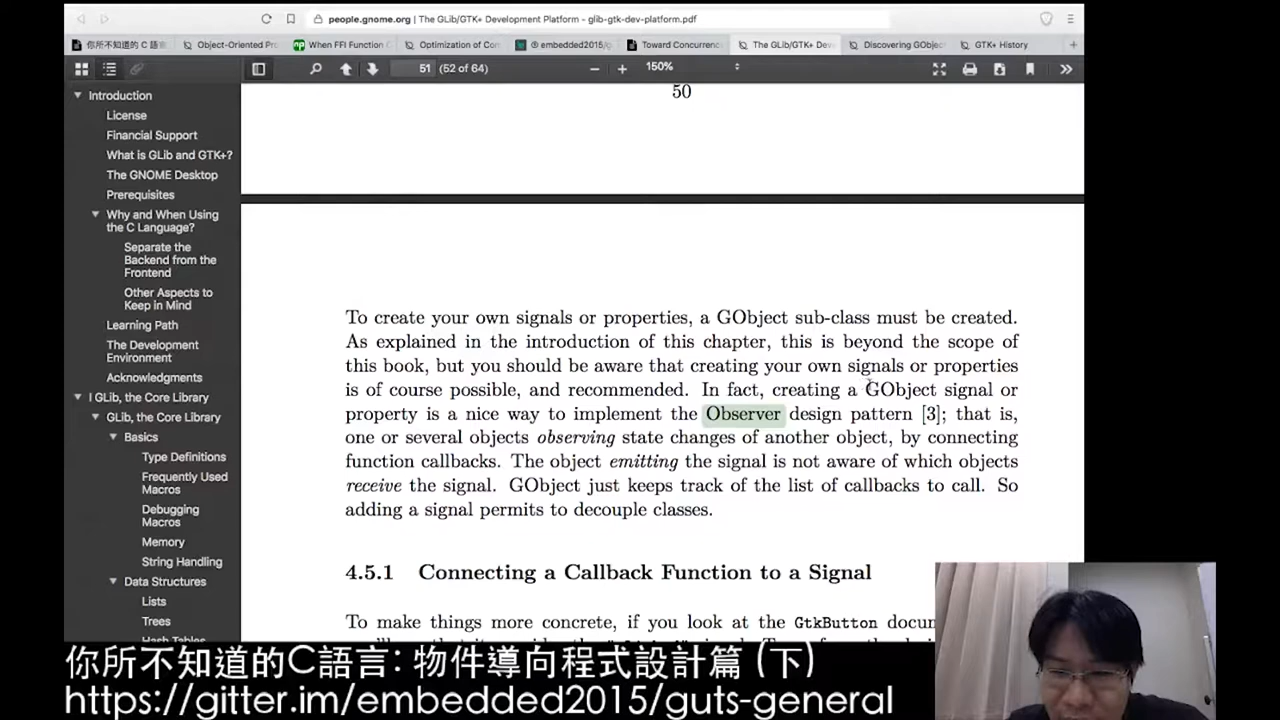 people.gnome.org | The GLib/GTK+ Development Platform - glib-gtk-dev-platform.pdf
你所不知道的 C 語言
Object-Oriented Pro
When FFI Function C
Optimization of Com
embedded2015/g
Toward Concurrenc
The GLib/GTK+ Dev
Discovering GObjec
GTK+ History
51 (52 of 64)
150%
Introduction
License
Financial Support
What is GLib and GTK+?
The GNOME Desktop
Prerequisites
Why and When Using
the C Language?
Separate the
Backend from the
Frontend
Other Aspects to
Keep in Mind
Learning Path
The Development
Environment
Acknowledgments
I GLib, the Core Library
GLib, the Core Library
Basics
Type Definitions
Frequently Used
Macros
Debugging
Macros
Memory
String Handling
Data Structures
Lists
Trees
Hash Tables
50
To create your own signals or properties, a GObject sub-class must be created.
As explained in the introduction of this chapter, this is beyond the scope of
this book, but you should be aware that creating your own signals or properties
is of course possible, and recommended. In fact, creating a GObject signal or
property is a nice way to implement the Observer design pattern [3]; that is,
one or several objects observing state changes of another object, by connecting
function callbacks. The object emitting the signal is not aware of which objects
receive the signal. GObject just keeps track of the list of callbacks to call. So
adding a signal permits to decouple classes.
4.5.1 Connecting a Callback Function to a Signal
To make things more concrete, if you look at the GtkButton docum
你所不知道的C語言: 物件導向程式設計篇 (下)
https://gitter.im/embedded2015/guts-general